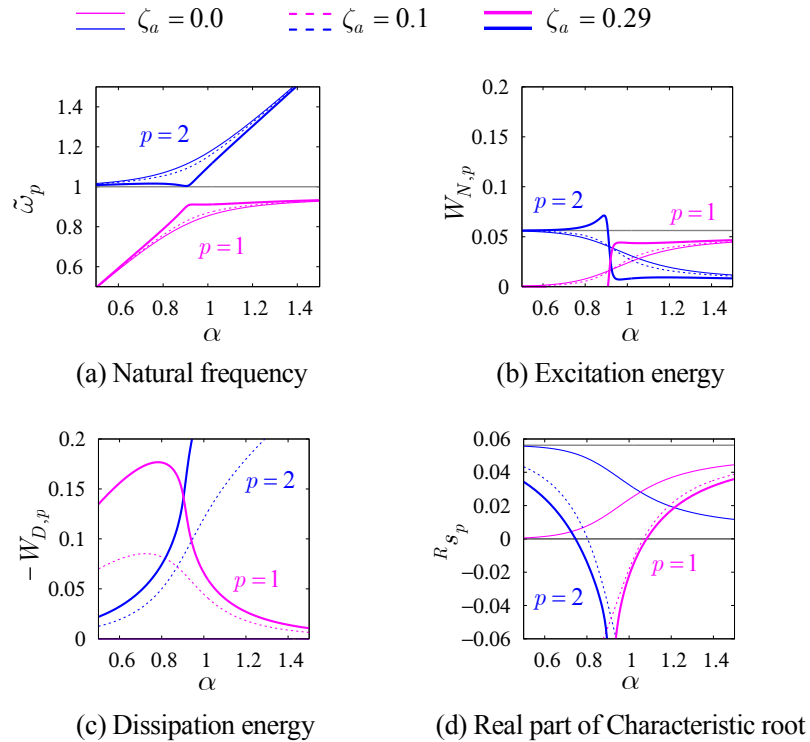 ζₐ = 0.0 ζₐ = 0.1 ζₐ = 0.29
1.4
1.2
1
0.8
0.6
ω̃ₚ
p = 2
p = 1
0.6 0.8 1 1.2 1.4
α
(a) Natural frequency
0.2
0.15
0.1
0.05
0
W_{N,p}
p = 2
p = 1
0.6 0.8 1 1.2 1.4
α
(b) Excitation energy
0.2
0.15
0.1
0.05
0
−W_{D,p}
p = 2
p = 1
0.6 0.8 1 1.2 1.4
α
(c) Dissipation energy
0.06
0.04
0.02
0
−0.02
−0.04
−0.06
ᴿsₚ
p = 2
p = 1
0.6 0.8 1 1.2 1.4
α
(d) Real part of Characteristic root